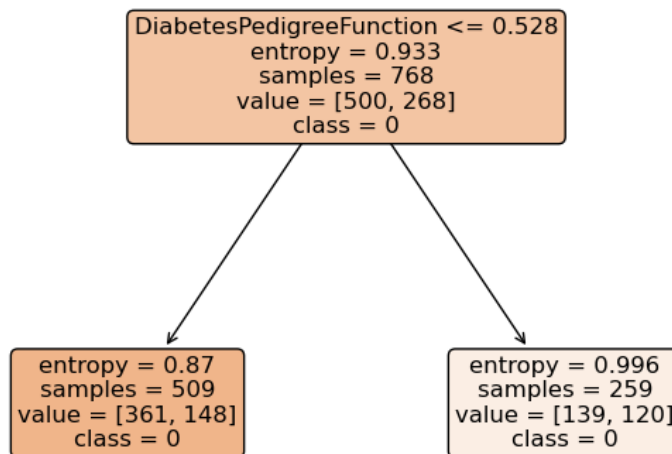 DiabetesPedigreeFunction <= 0.528
entropy = 0.933
samples = 768
value = [500, 268]
class = 0
entropy = 0.87
samples = 509
value = [361, 148]
class = 0
entropy = 0.996
samples = 259
value = [139, 120]
class = 0